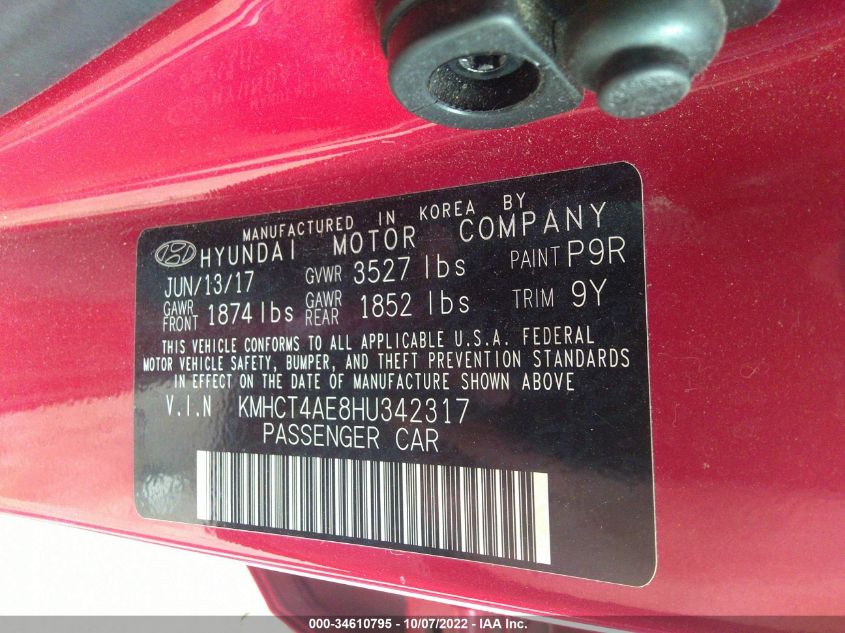 MANUFACTURED IN KOREA BY
HYUNDAI MOTOR COMPANY
JUN/13/17 GVWR 3527 lbs PAINT P9R
GAWR FRONT 1874 lbs GAWR REAR 1852 lbs TRIM 9Y
THIS VEHICLE CONFORMS TO ALL APPLICABLE U.S.A. FEDERAL
MOTOR VEHICLE SAFETY, BUMPER, AND THEFT PREVENTION STANDARDS
IN EFFECT ON THE DATE OF MANUFACTURE SHOWN ABOVE
V.I.N KMHCT4AE8HU342317
PASSENGER CAR
000-34610795 - 10/07/2022 - IAA Inc.